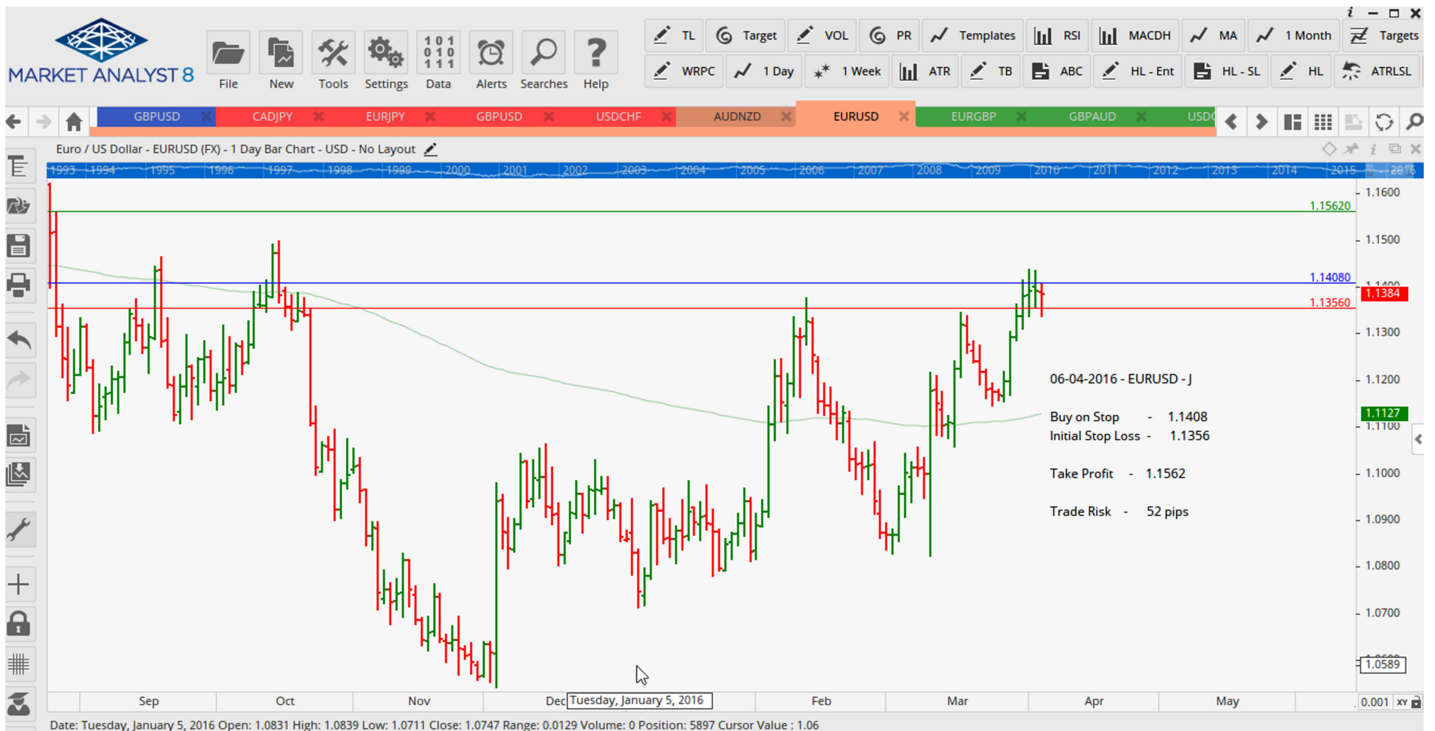 i
MARKET ANALYST 8
File New Tools Settings Data Alerts Searches Help
TL Target VOL PR Templates RSI MACDH MA 1 Month Targets
WRPC 1 Day 1 Week ATR TB ABC HL - Ent HL - SL HL ATRLSL
GBPUSD CADJPY EURJPY GBPUSD USDCHF AUDNZD EURUSD EURGBP GBPAUD
Euro / US Dollar - EURUSD (FX) - 1 Day Bar Chart - USD - No Layout
1993 1994 1995 1996 1997 1998 1999 2000 2001 2002 2003 2004 2005 2006 2007 2008 2009 2010 2011 2012 2013 2014 2015 2016
1.1600
1.15620
1.1500
1.14080
1.1400
1.1384
1.13560
1.1300
1.1200
06-04-2016 - EURUSD - J
1.1127
Buy on Stop - 1.1408
1.1100
Initial Stop Loss - 1.1356
Take Profit - 1.1562
1.1000
Trade Risk - 52 pips
1.0900
1.0800
1.0700
1.0589
Sep Oct Nov Dec Tuesday, January 5, 2016 Feb Mar Apr May 0.001 XY
Date: Tuesday, January 5, 2016 Open: 1.0831 High: 1.0839 Low: 1.0711 Close: 1.0747 Range: 0.0129 Volume: 0 Position: 5897 Cursor Value : 1.06